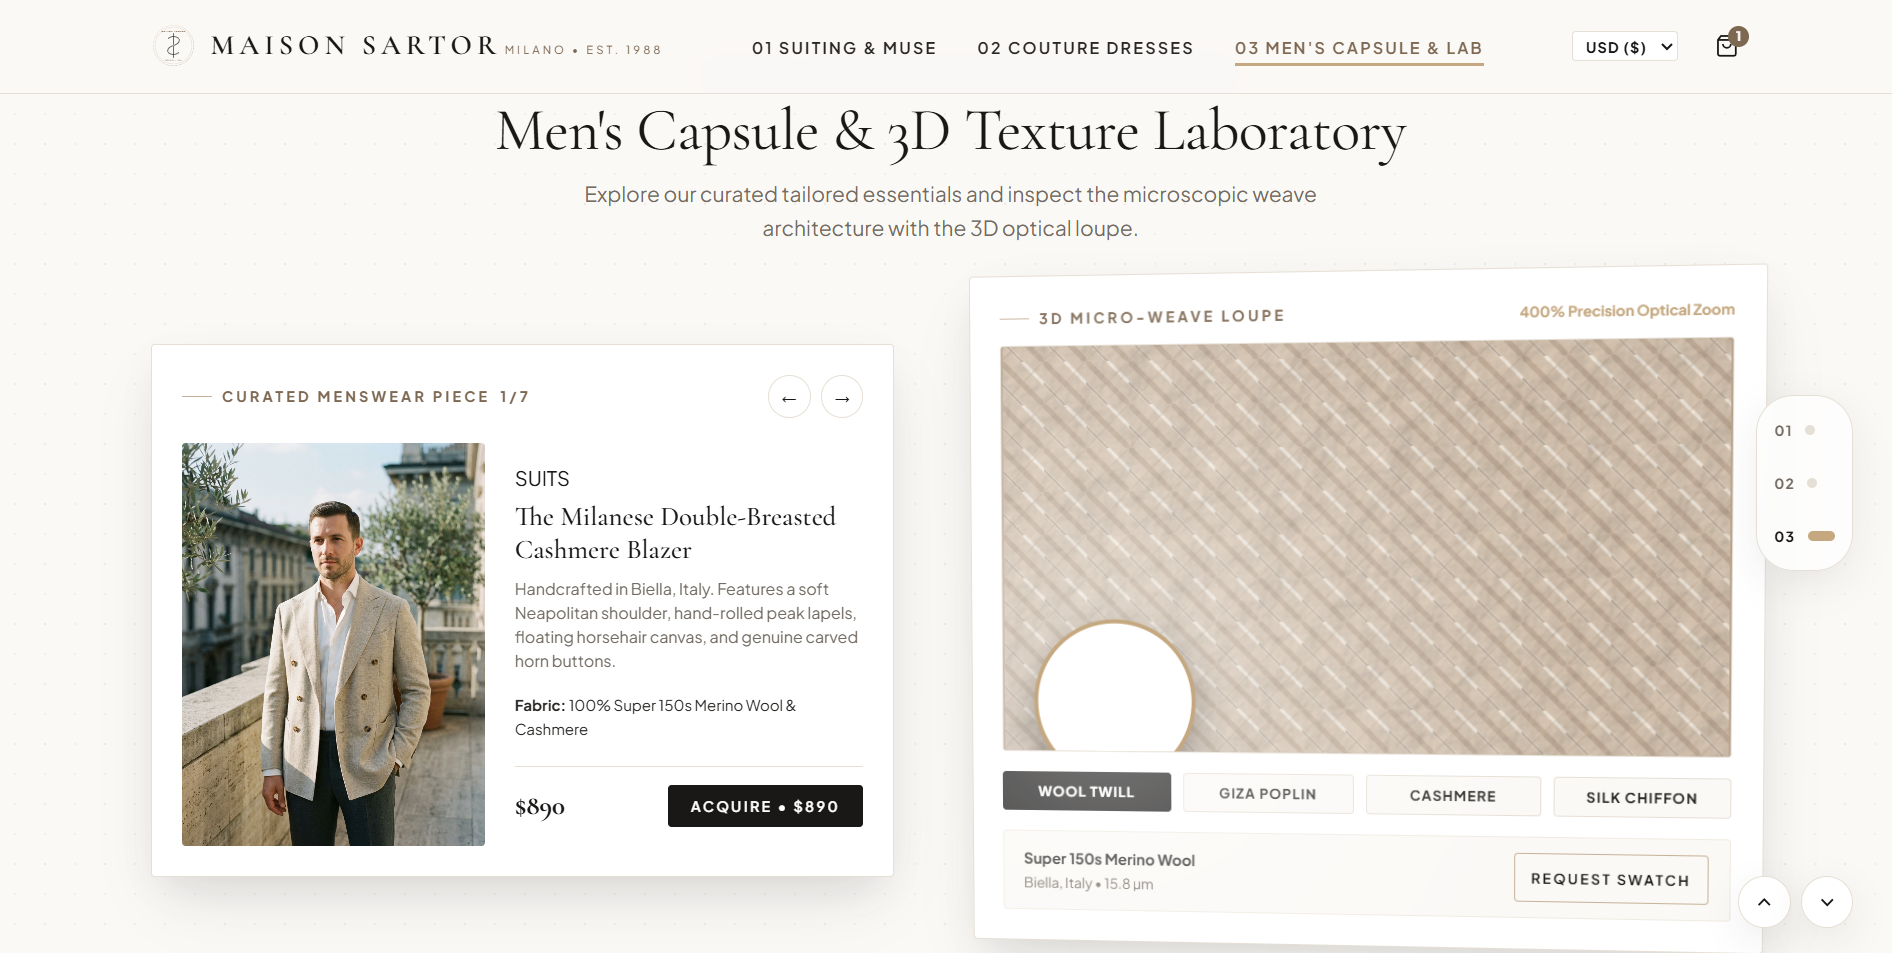 MAISON SARTOR MILANO • EST. 1988
01 SUITING & MUSE
02 COUTURE DRESSES
03 MEN'S CAPSULE & LAB
USD ($)
1
Men's Capsule & 3D Texture Laboratory
Explore our curated tailored essentials and inspect the microscopic weave
architecture with the 3D optical loupe.
CURATED MENSWEAR PIECE 1/7
← →
SUITS
The Milanese Double-Breasted
Cashmere Blazer
Handcrafted in Biella, Italy. Features a soft
Neapolitan shoulder, hand-rolled peak lapels,
floating horsehair canvas, and genuine carved
horn buttons.
Fabric: 100% Super 150s Merino Wool &
Cashmere
$890
ACQUIRE • $890
3D MICRO-WEAVE LOUPE
400% Precision Optical Zoom
WOOL TWILL
GIZA POPLIN
CASHMERE
SILK CHIFFON
Super 150s Merino Wool
Biella, Italy • 15.8 μm
REQUEST SWATCH
01
02
03